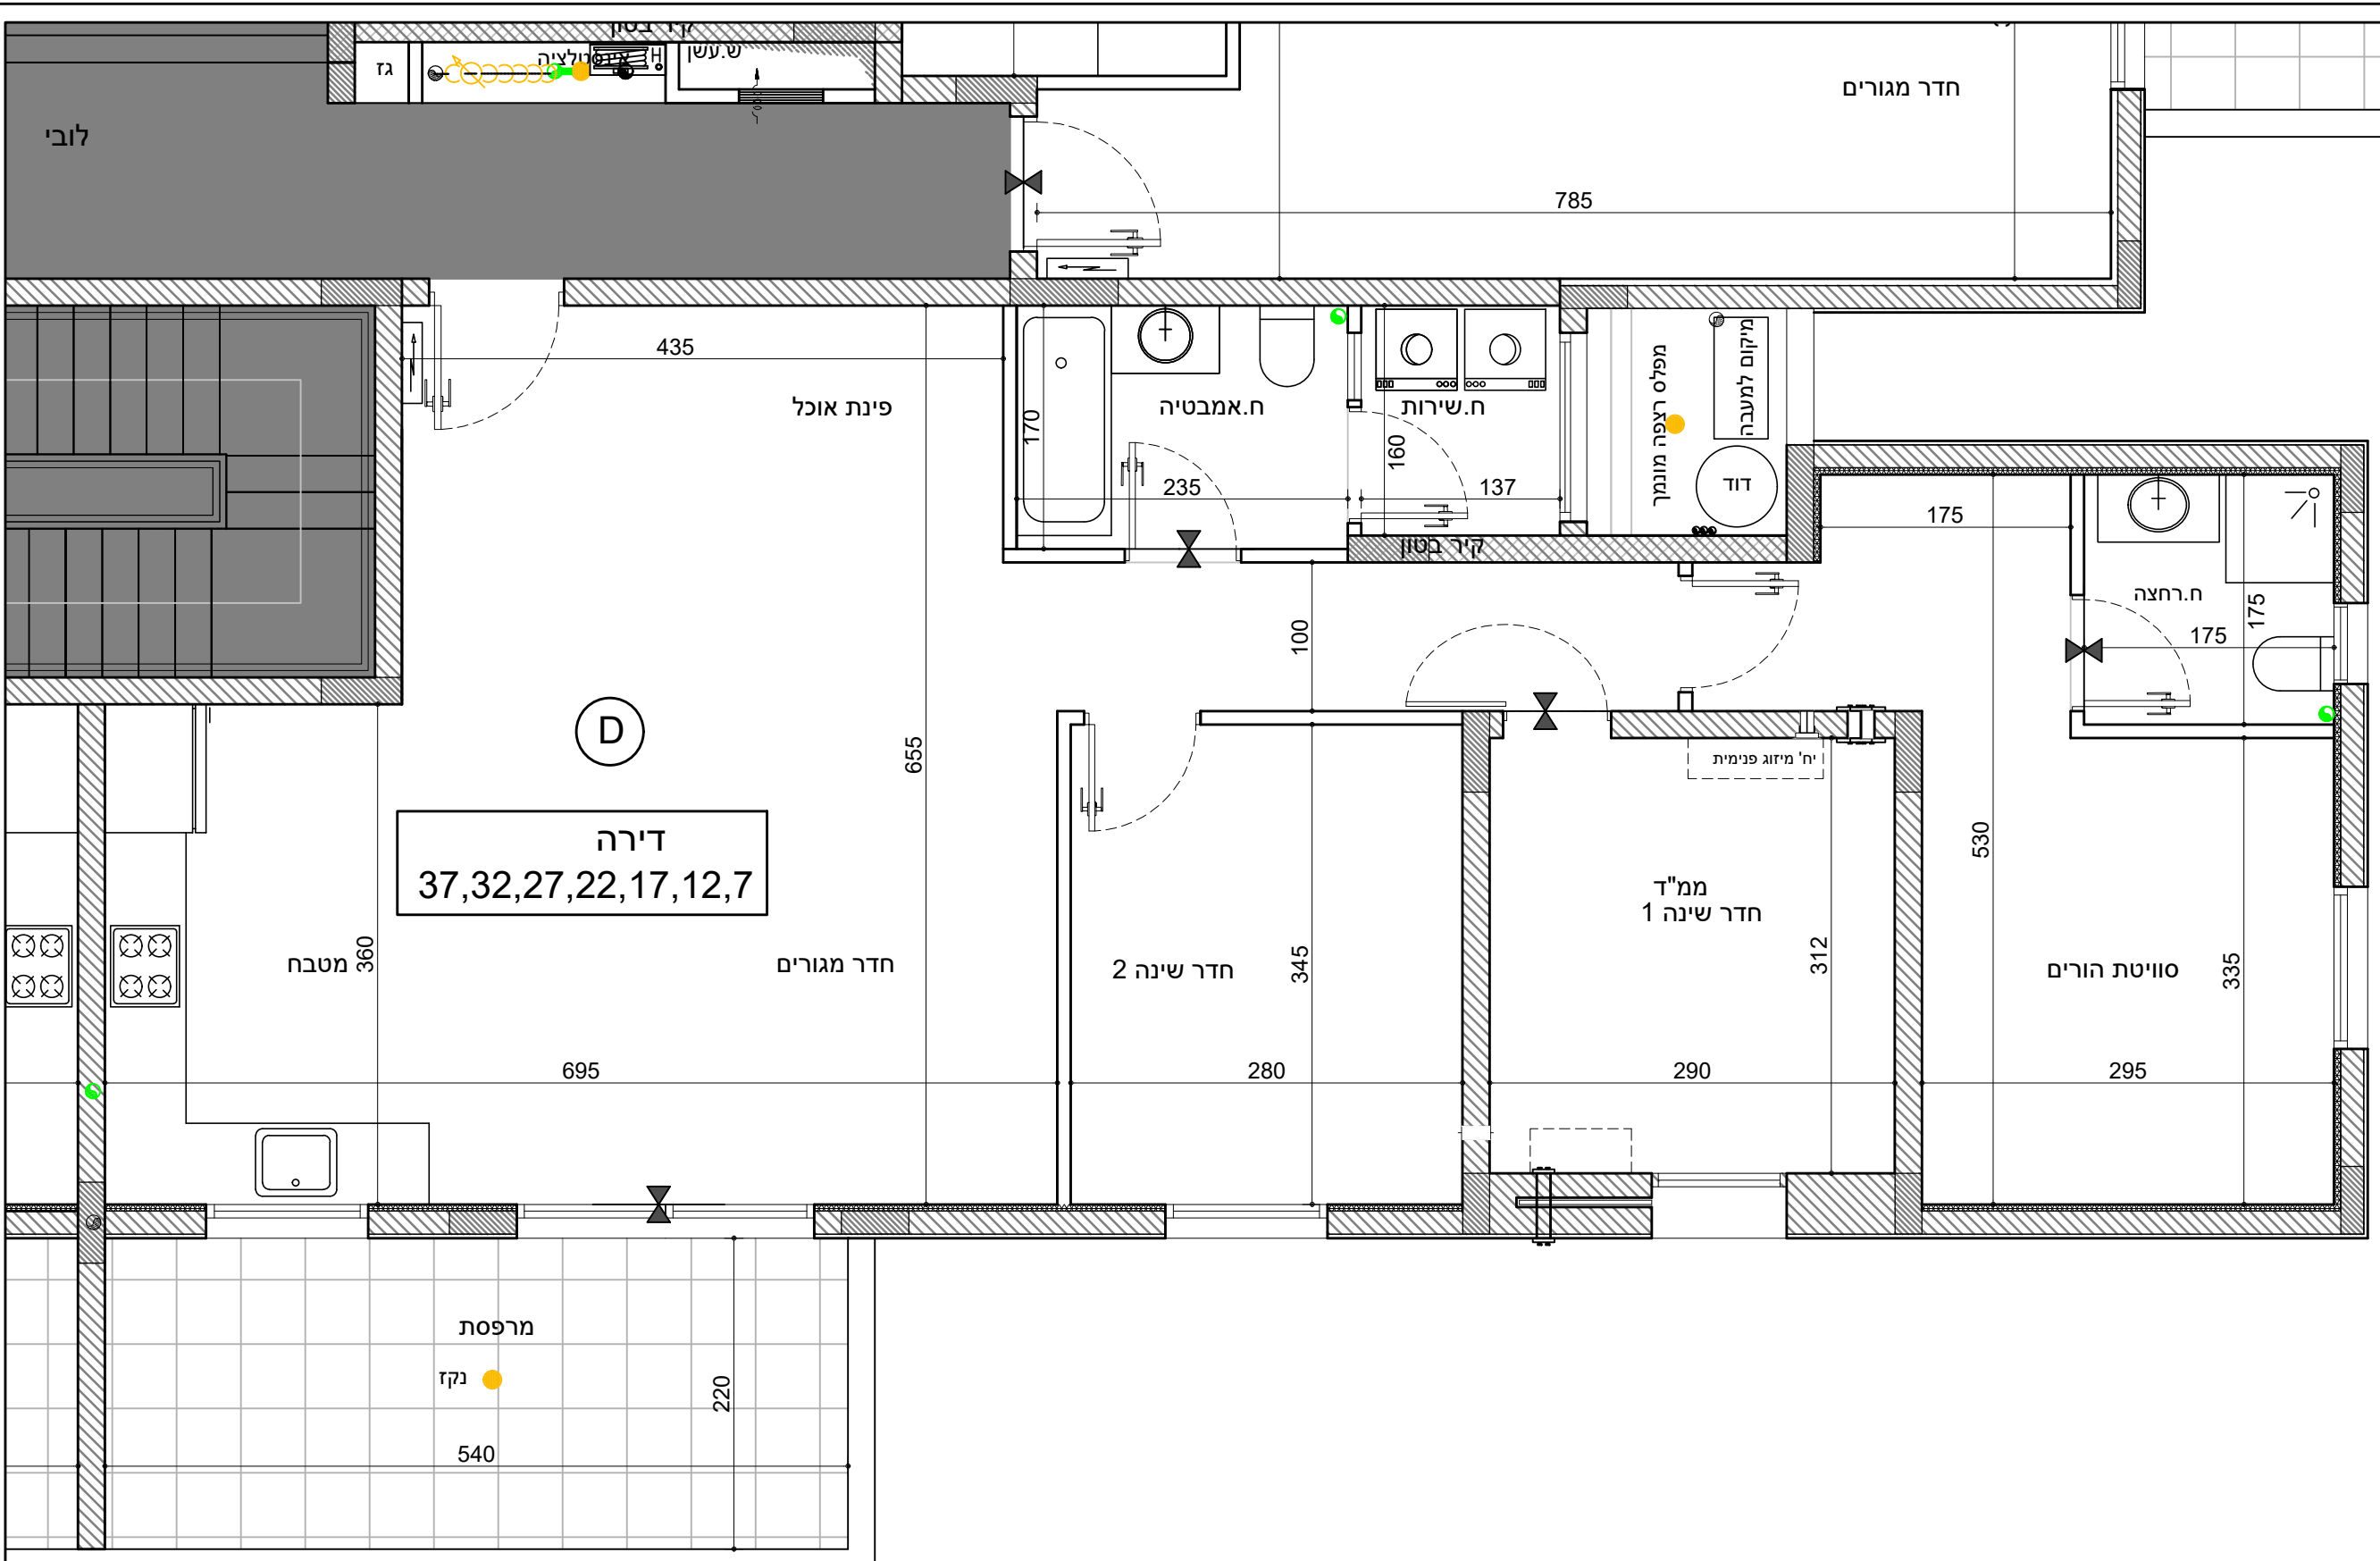 קיר בטון
גז
אינסטלציה
ש.עשן
חדר מגורים
לובי
785
435
פינת אוכל
170
ח.אמבטיה
235
ח.שירות
160
137
מפלס רצפה מונמך
מיקום למעבה
דוד
קיר בטון
175
ח.רחצה
175
175
100
D
655
דירה
37,32,27,22,17,12,7
יח' מיזוג פנימית
530
ממ"ד
חדר שינה 1
312
מטבח
360
חדר מגורים
חדר שינה 2
345
סוויטת הורים
335
695
280
290
295
מרפסת
נקז
220
540